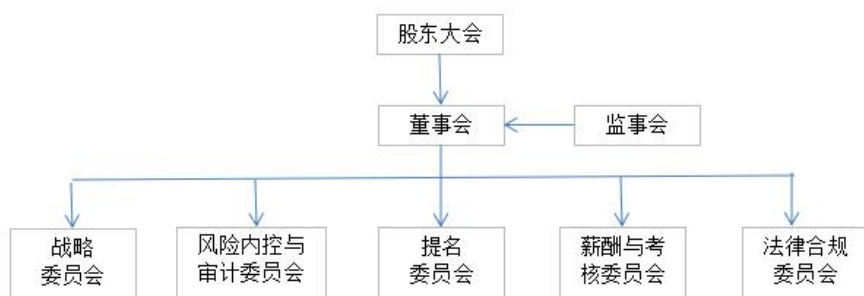 股东大会
董事会
监事会
战略
委员会
风险内控与
审计委员会
提名
委员会
薪酬与考
核委员会
法律合规
委员会